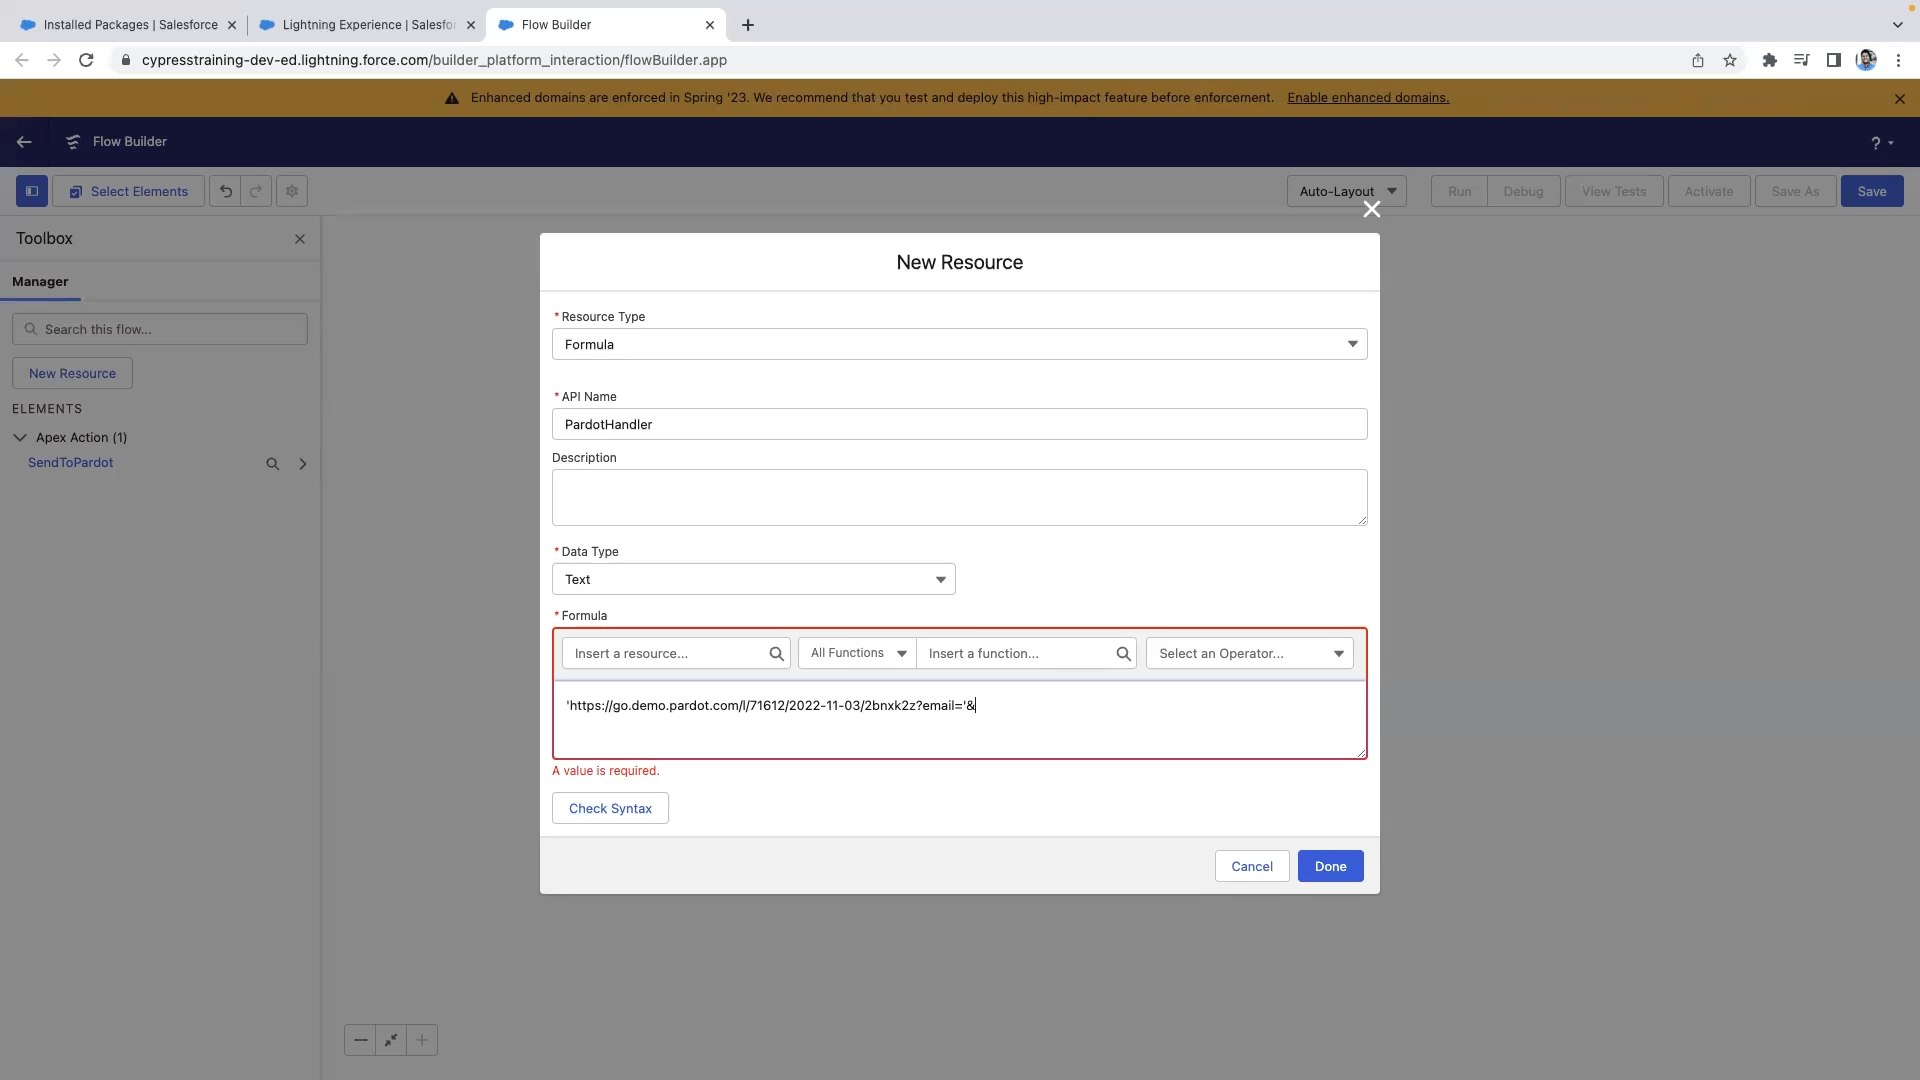 Installed Packages | Salesforce
Lightning Experience | Salesfo
Flow Builder
cypresstraining-dev-ed.lightning.force.com/builder_platform_interaction/flowBuilder.app
Enhanced domains are enforced in Spring '23. We recommend that you test and deploy this high-impact feature before enforcement. Enable enhanced domains.
Flow Builder
?
Select Elements
Auto-Layout
Run
Debug
View Tests
Activate
Save As
Save
Toolbox
Manager
Search this flow...
New Resource
ELEMENTS
Apex Action (1)
SendToPardot
New Resource
* Resource Type
Formula
* API Name
PardotHandler
Description
* Data Type
Text
* Formula
Insert a resource...
All Functions
Insert a function...
Select an Operator...
'https://go.demo.pardot.com/l/71612/2022-11-03/2bnxk2z?email='&
A value is required.
Check Syntax
Cancel
Done